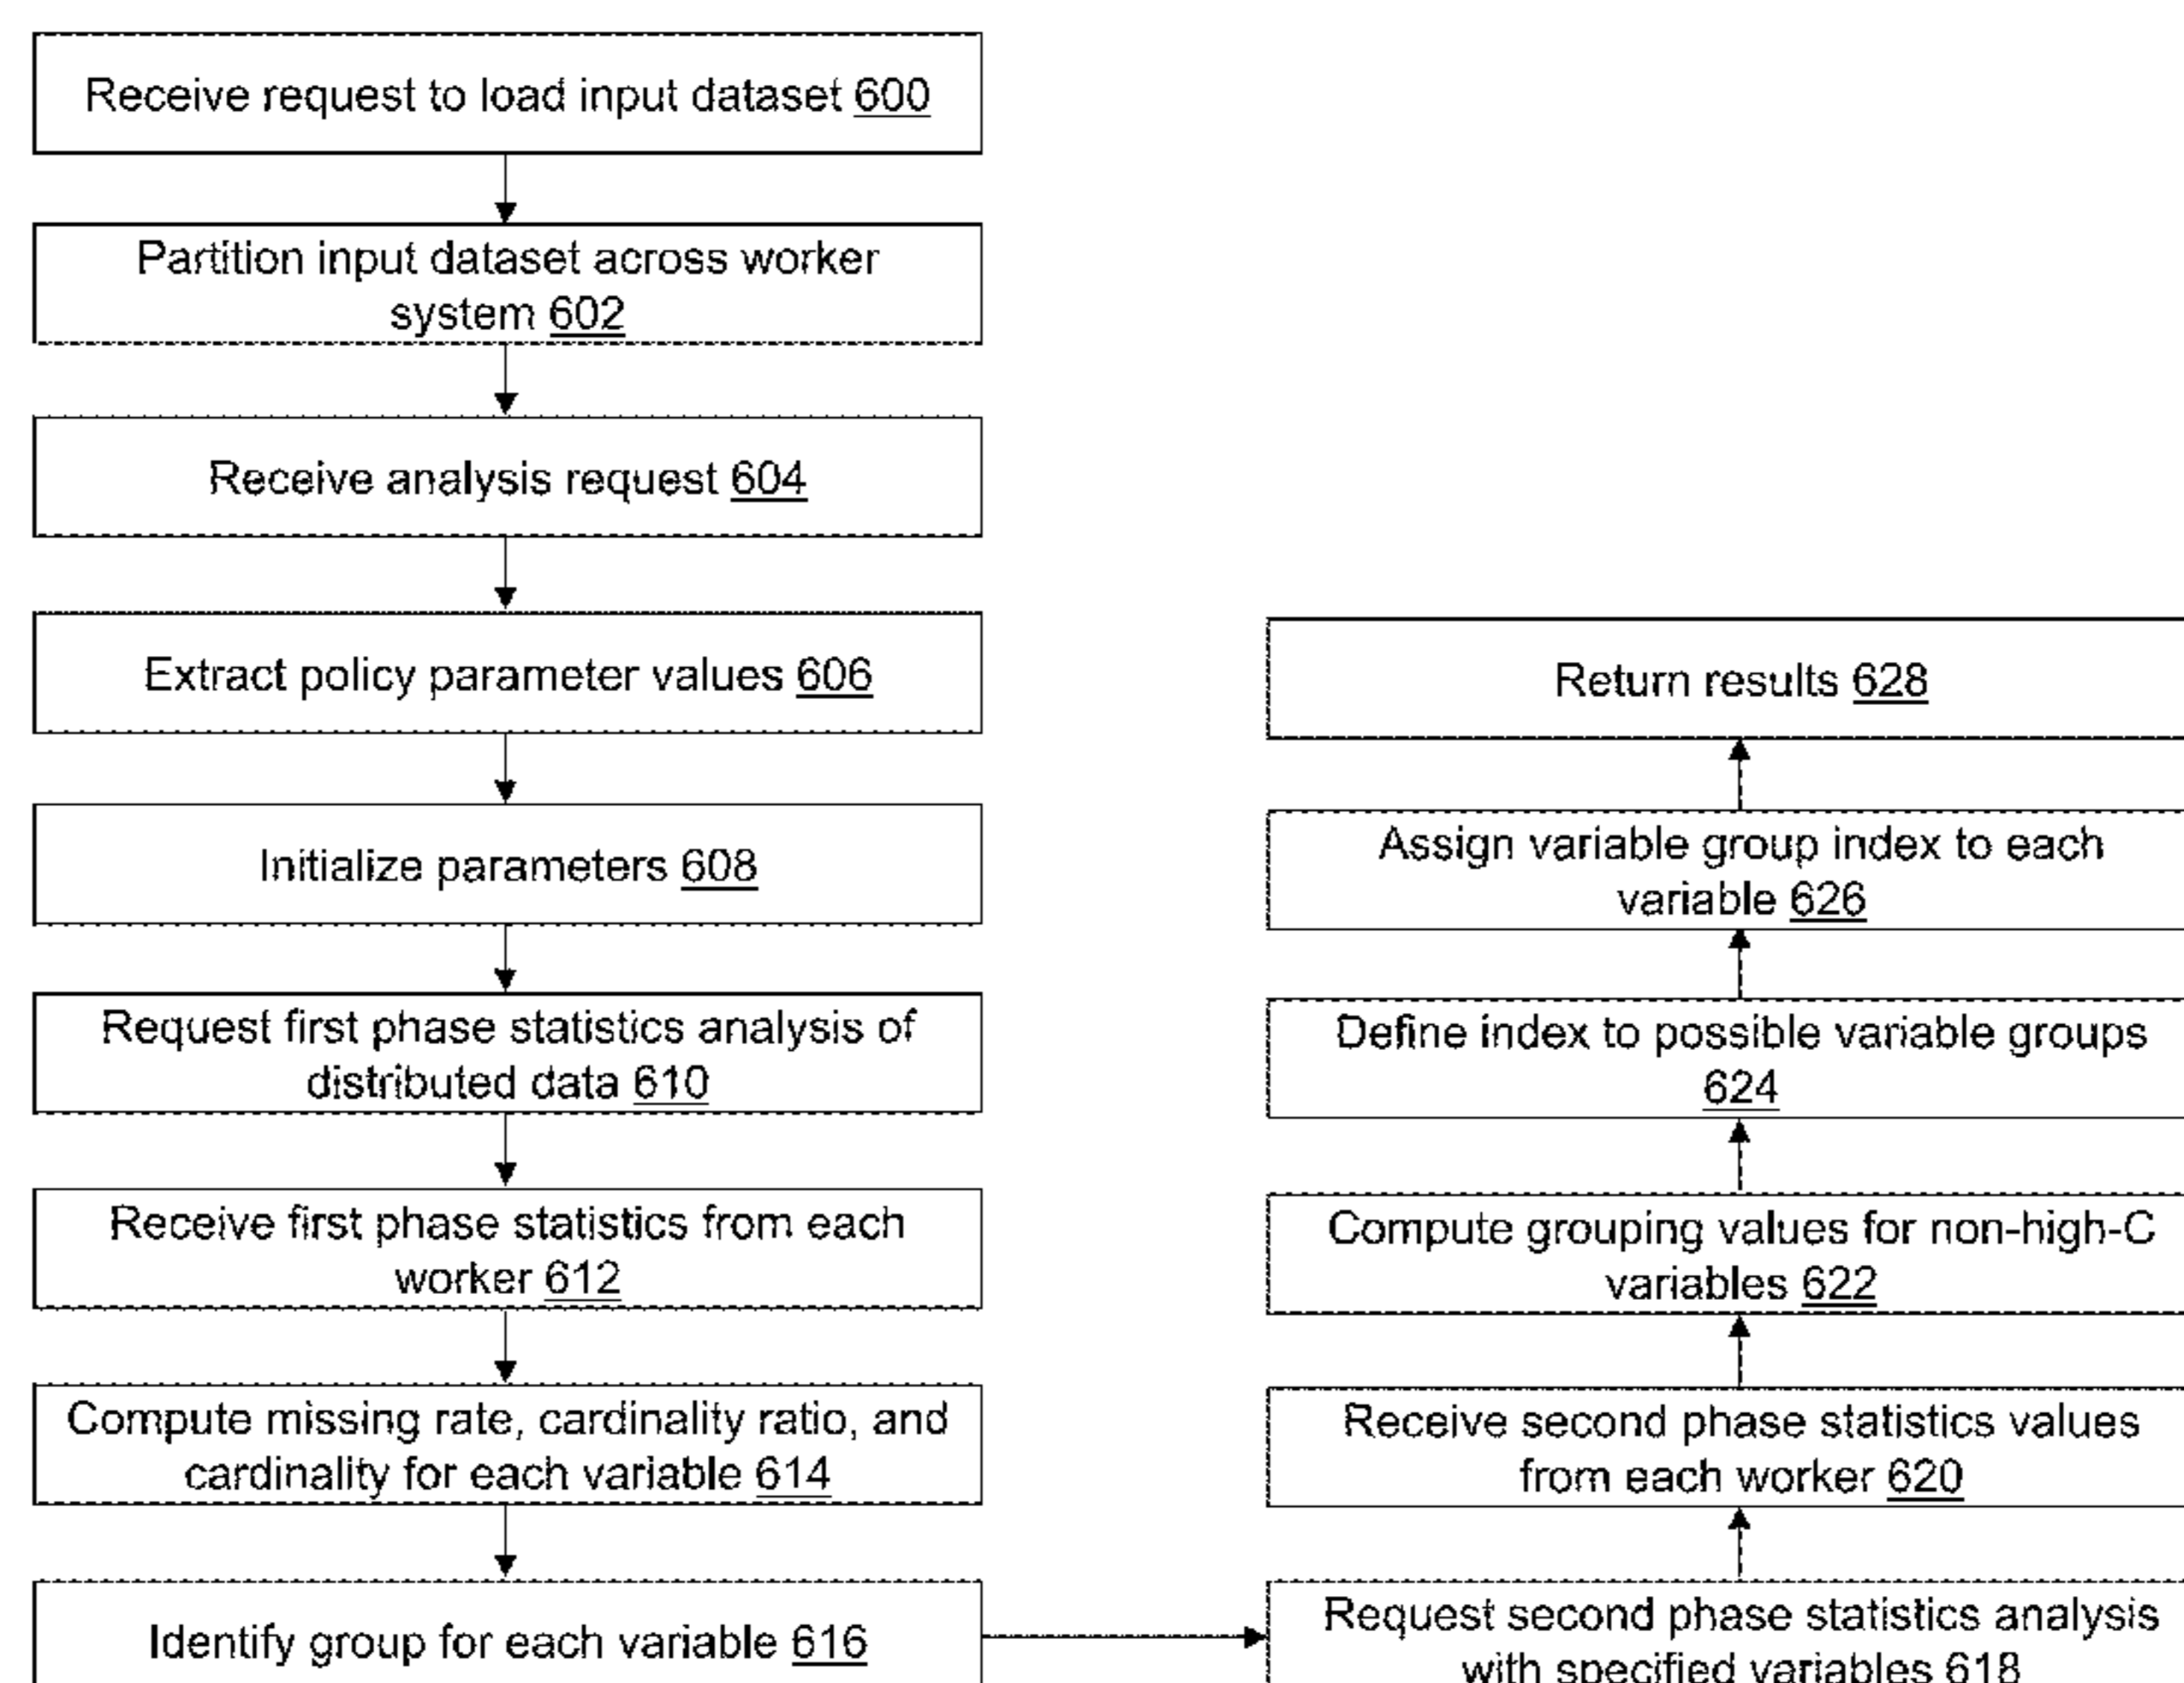 Receive request to load input dataset 600
Partition input dataset across worker
system 602
Receive analysis request 604
Extract policy parameter values 606
Initialize parameters 608
Request first phase statistics analysis of
distributed data 610
Receive first phase statistics from each
worker 612
Compute missing rate, cardinality ratio, and
cardinality for each variable 614
Identify group for each variable 616
Request second phase statistics analysis
with specified variables 618
Receive second phase statistics values
from each worker 620
Compute grouping values for non-high-C
variables 622
Define index to possible variable groups
624
Assign variable group index to each
variable 626
Return results 628